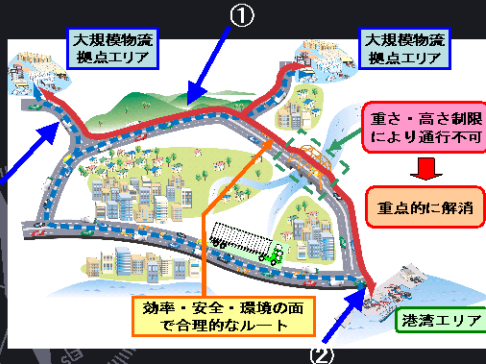 ①
大規模物流
拠点エリア
大規模物流
拠点エリア
重さ・高さ制限
により通行不可
重点的に解消
効率・安全・環境の面
で合理的なルート
港湾エリア
②